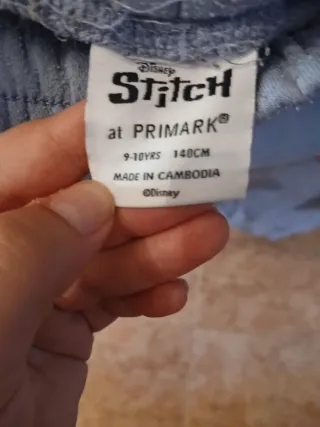 Disney
STiTCH
at PRIMARK®
9-10YRS 140CM
MADE IN CAMBODIA
©Disney